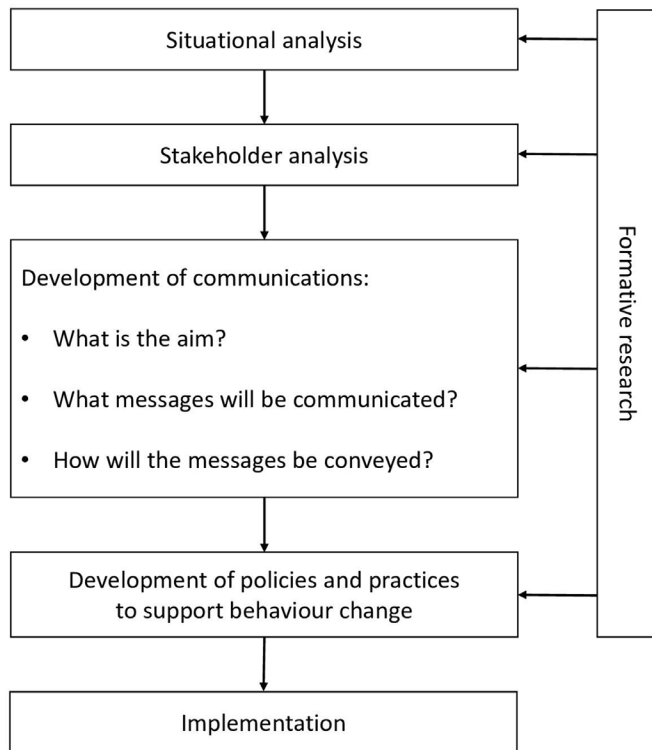 Situational analysis
Stakeholder analysis
Development of communications:
• What is the aim?
• What messages will be communicated?
• How will the messages be conveyed?
Development of policies and practices
to support behaviour change
Implementation
Formative research